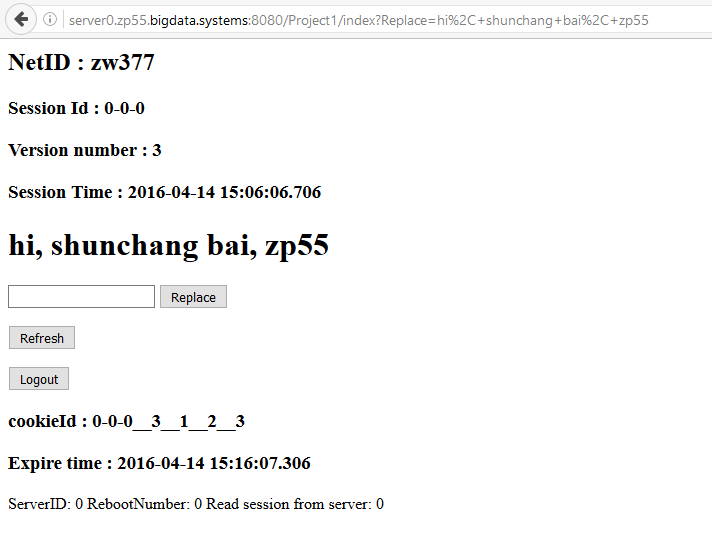 server0.zp55.bigdata.systems:8080/Project1/index?Replace=hi%2C+shunchang+bai%2C+zp55
NetID : zw377
Session Id : 0-0-0
Version number : 3
Session Time : 2016-04-14 15:06:06.706
hi, shunchang bai, zp55
Replace
Refresh
Logout
cookieId : 0-0-0__3__1__2__3
Expire time : 2016-04-14 15:16:07.306
ServerID: 0 RebootNumber: 0 Read session from server: 0